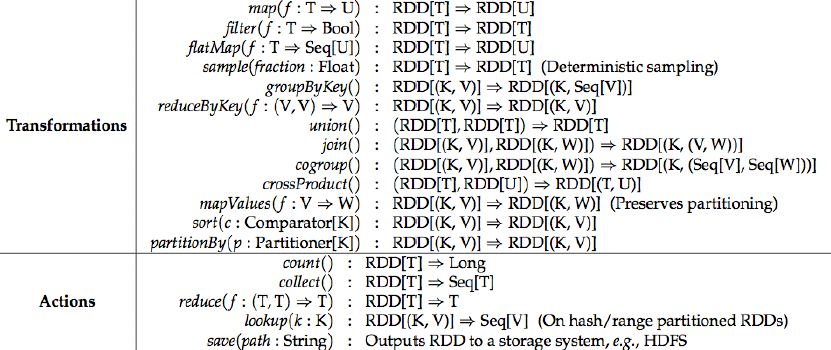 map(f : T ⇒ U) : RDD[T] ⇒ RDD[U]
filter(f : T ⇒ Bool) : RDD[T] ⇒ RDD[T]
flatMap(f : T ⇒ Seq[U]) : RDD[T] ⇒ RDD[U]
sample(fraction : Float) : RDD[T] ⇒ RDD[T] (Deterministic sampling)
groupByKey() : RDD[(K, V)] ⇒ RDD[(K, Seq[V])]
reduceByKey(f : (V, V) ⇒ V) : RDD[(K, V)] ⇒ RDD[(K, V)]
Transformations union() : (RDD[T], RDD[T]) ⇒ RDD[T]
join() : (RDD[(K, V)], RDD[(K, W)]) ⇒ RDD[(K, (V, W))]
cogroup() : (RDD[(K, V)], RDD[(K, W)]) ⇒ RDD[(K, (Seq[V], Seq[W]))]
crossProduct() : (RDD[T], RDD[U]) ⇒ RDD[(T, U)]
mapValues(f : V ⇒ W) : RDD[(K, V)] ⇒ RDD[(K, W)] (Preserves partitioning)
sort(c : Comparator[K]) : RDD[(K, V)] ⇒ RDD[(K, V)]
partitionBy(p : Partitioner[K]) : RDD[(K, V)] ⇒ RDD[(K, V)]
count() : RDD[T] ⇒ Long
collect() : RDD[T] ⇒ Seq[T]
Actions reduce(f : (T, T) ⇒ T) : RDD[T] ⇒ T
lookup(k : K) : RDD[(K, V)] ⇒ Seq[V] (On hash/range partitioned RDDs)
save(path : String) : Outputs RDD to a storage system, e.g., HDFS